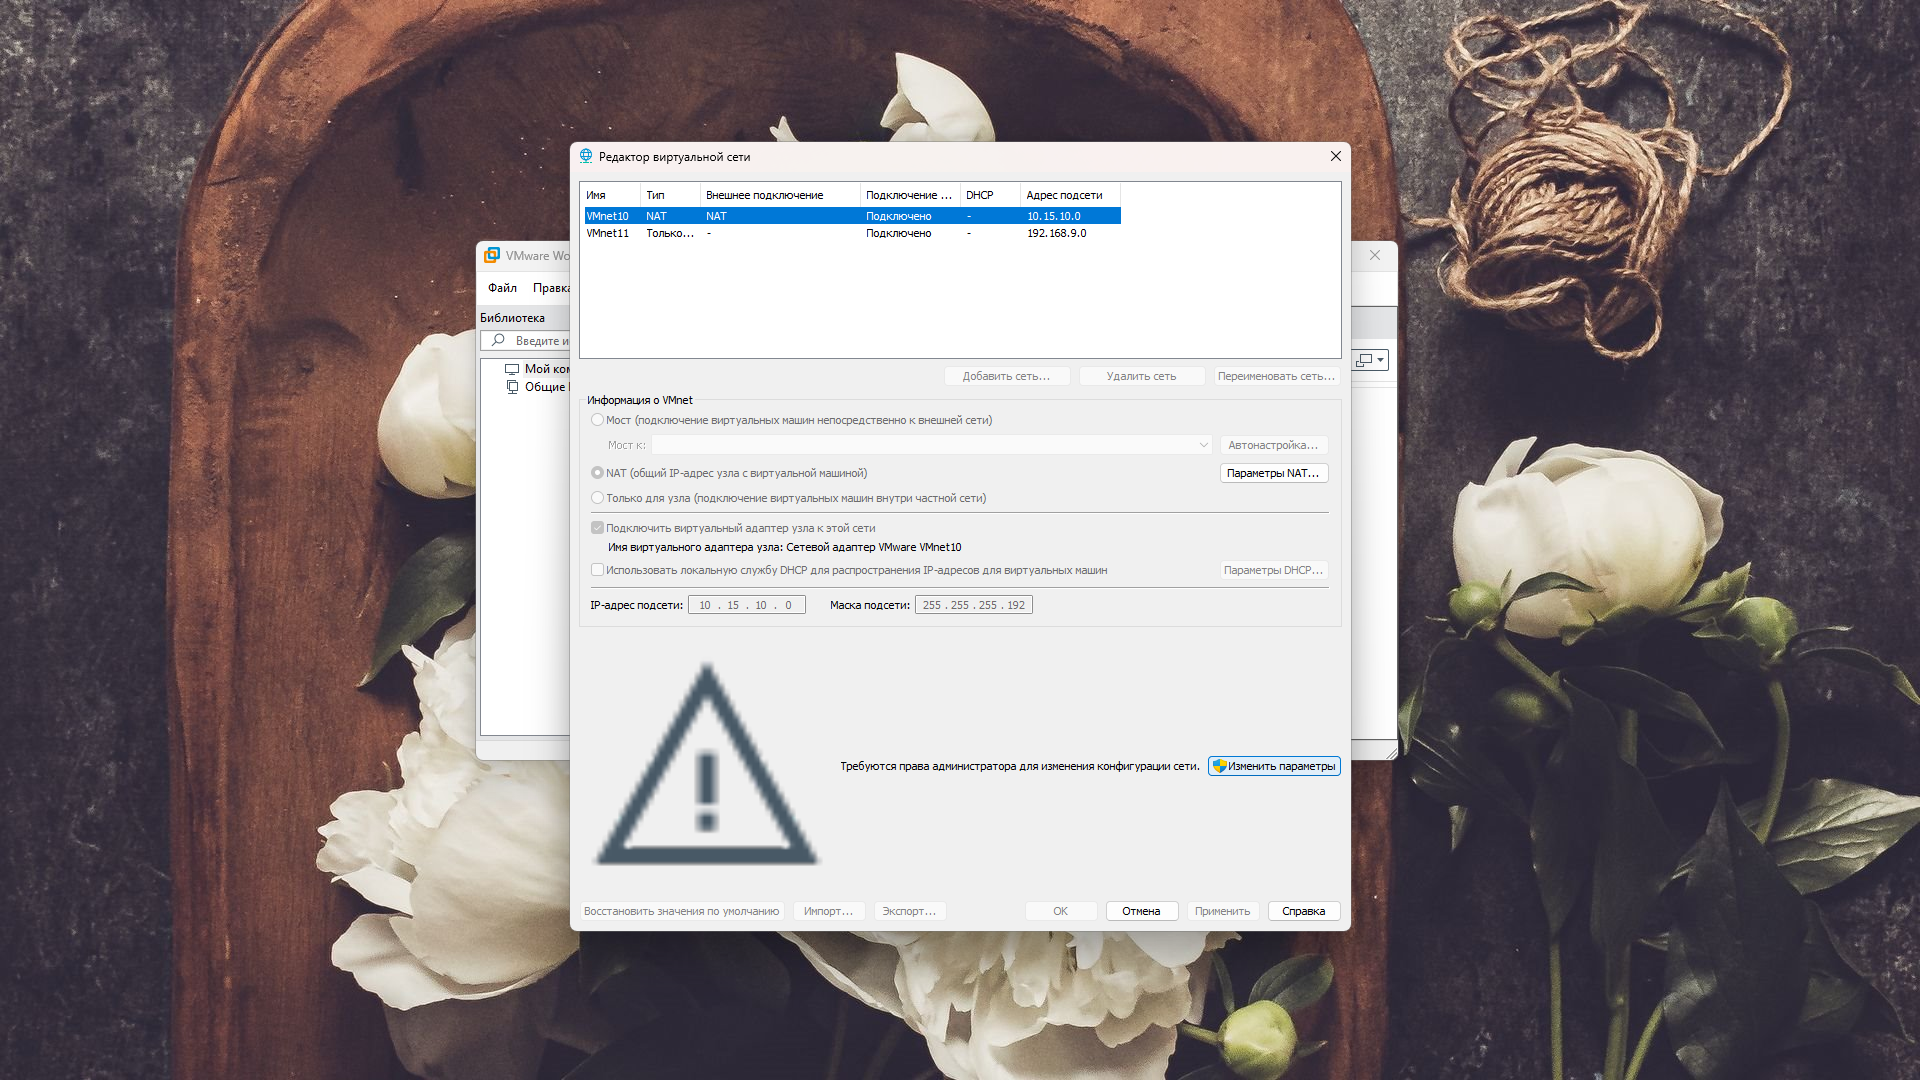 Редактор виртуальной сети
Имя Тип Внешнее подключение Подключение ... DHCP Адрес подсети
VMnet10 NAT NAT Подключено - 10.15.10.0
VMnet11 Только... - Подключено - 192.168.9.0
VMware Wo
Файл Правка
Библиотека
Введите и
Мой ком
Общие
Добавить сеть... Удалить сеть Переименовать сеть...
Информация о VMnet
Мост (подключение виртуальных машин непосредственно к внешней сети)
Мост к: Автонастройка...
NAT (общий IP-адрес узла с виртуальной машиной) Параметры NAT...
Только для узла (подключение виртуальных машин внутри частной сети)
Подключить виртуальный адаптер узла к этой сети
Имя виртуального адаптера узла: Сетевой адаптер VMware VMnet10
Использовать локальную службу DHCP для распространения IP-адресов для виртуальных машин Параметры DHCP...
IP-адрес подсети: 10 . 15 . 10 . 0 Маска подсети: 255 . 255 . 255 . 192
Требуются права администратора для изменения конфигурации сети. Изменить параметры
Восстановить значения по умолчанию Импорт... Экспорт... OK Отмена Применить Справка